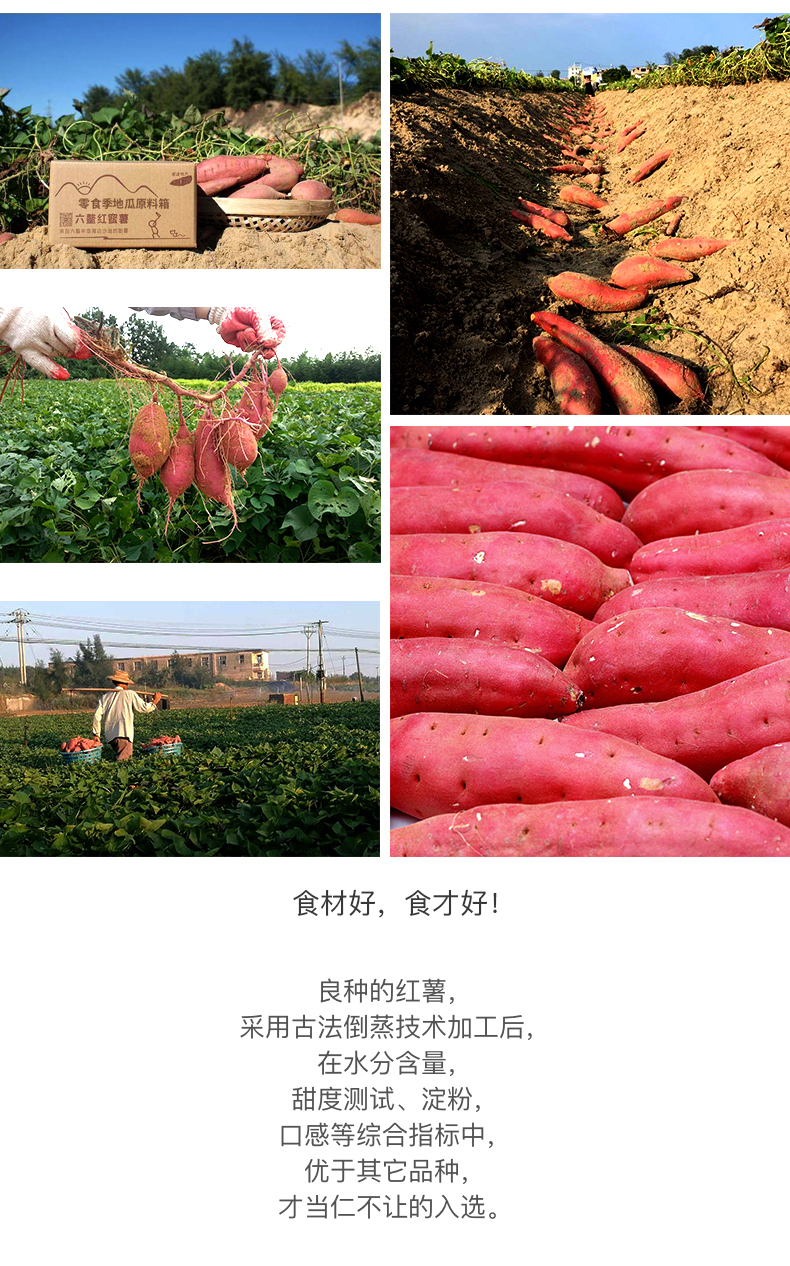 零食季地瓜原料箱
六鳌红蜜薯
食材好，食才好！
良种的红薯，
采用古法倒蒸技术加工后，
在水分含量，
甜度测试、淀粉，
口感等综合指标中，
优于其它品种，
才当仁不让的入选。